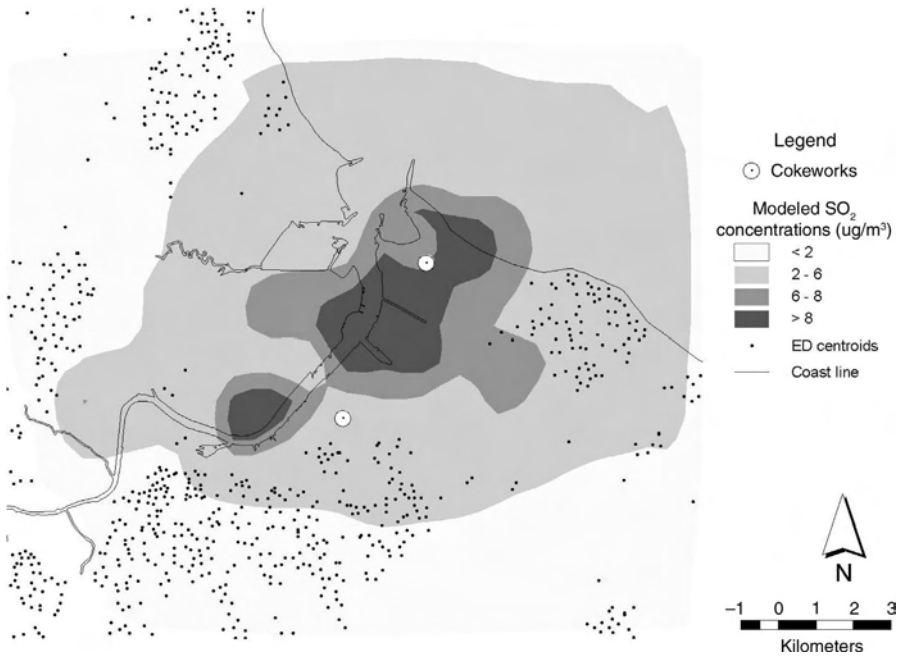 Legend
Cokeworks
Modeled SO₂
concentrations (ug/m³)
< 2
2 - 6
6 - 8
> 8
ED centroids
Coast line
N
−1 0 1 2 3
Kilometers